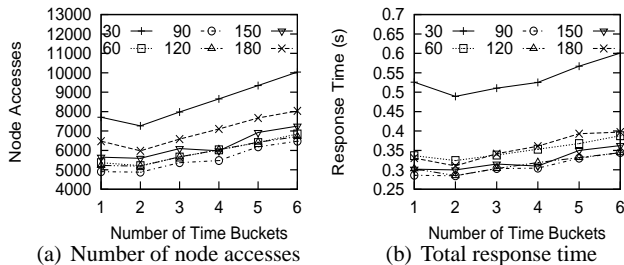 13000
12000
11000
10000
9000
8000
7000
6000
5000
4000
Node Accesses
30 90 150
60 120 180
1 2 3 4 5 6
Number of Time Buckets
(a) Number of node accesses
0.7
0.65
0.6
0.55
0.5
0.45
0.4
0.35
0.3
0.25
Response Time (s)
30 90 150
60 120 180
1 2 3 4 5 6
Number of Time Buckets
(b) Total response time